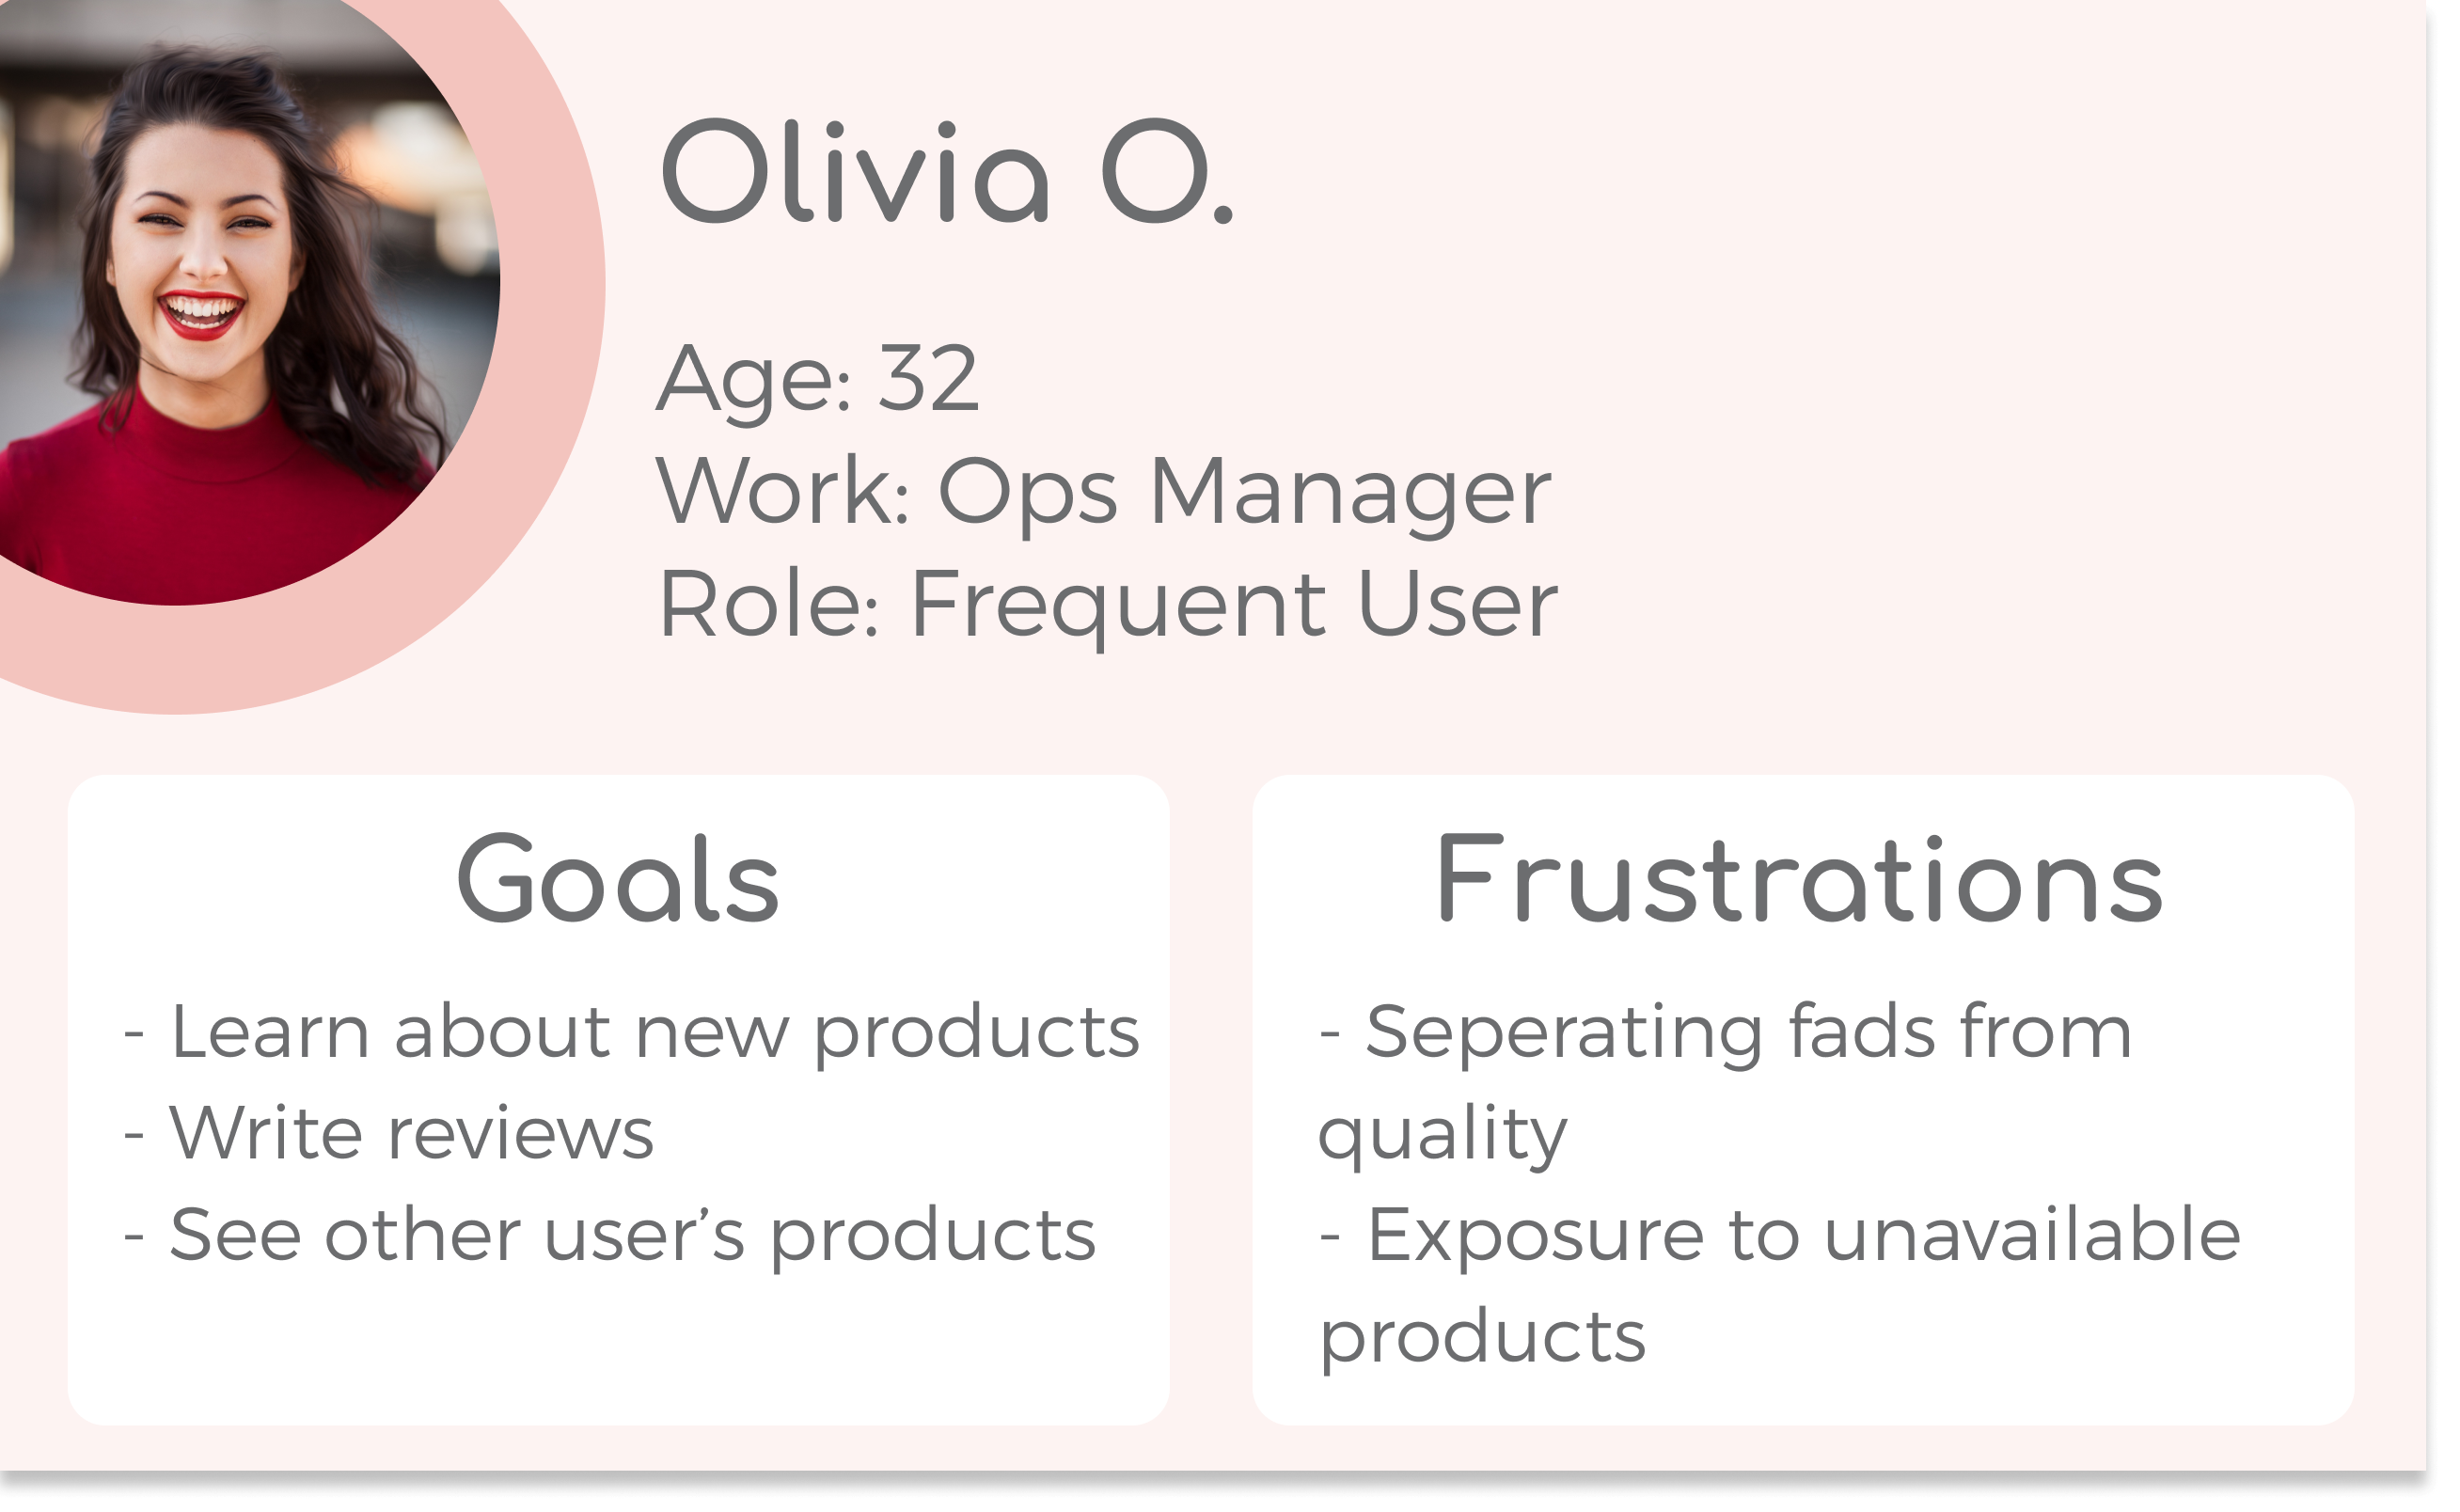 Olivia O.
Age: 32
Work: Ops Manager
Role: Frequent User
Goals
- Learn about new products
- Write reviews
- See other user’s products
Frustrations
- Seperating fads from
quality
- Exposure to unavailable
products